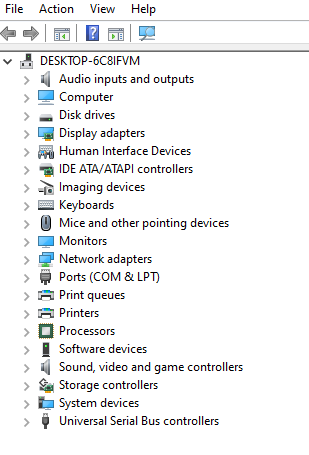 File Action View Help
DESKTOP-6C8IFVM
Audio inputs and outputs
Computer
Disk drives
Display adapters
Human Interface Devices
IDE ATA/ATAPI controllers
Imaging devices
Keyboards
Mice and other pointing devices
Monitors
Network adapters
Ports (COM & LPT)
Print queues
Printers
Processors
Software devices
Sound, video and game controllers
Storage controllers
System devices
Universal Serial Bus controllers